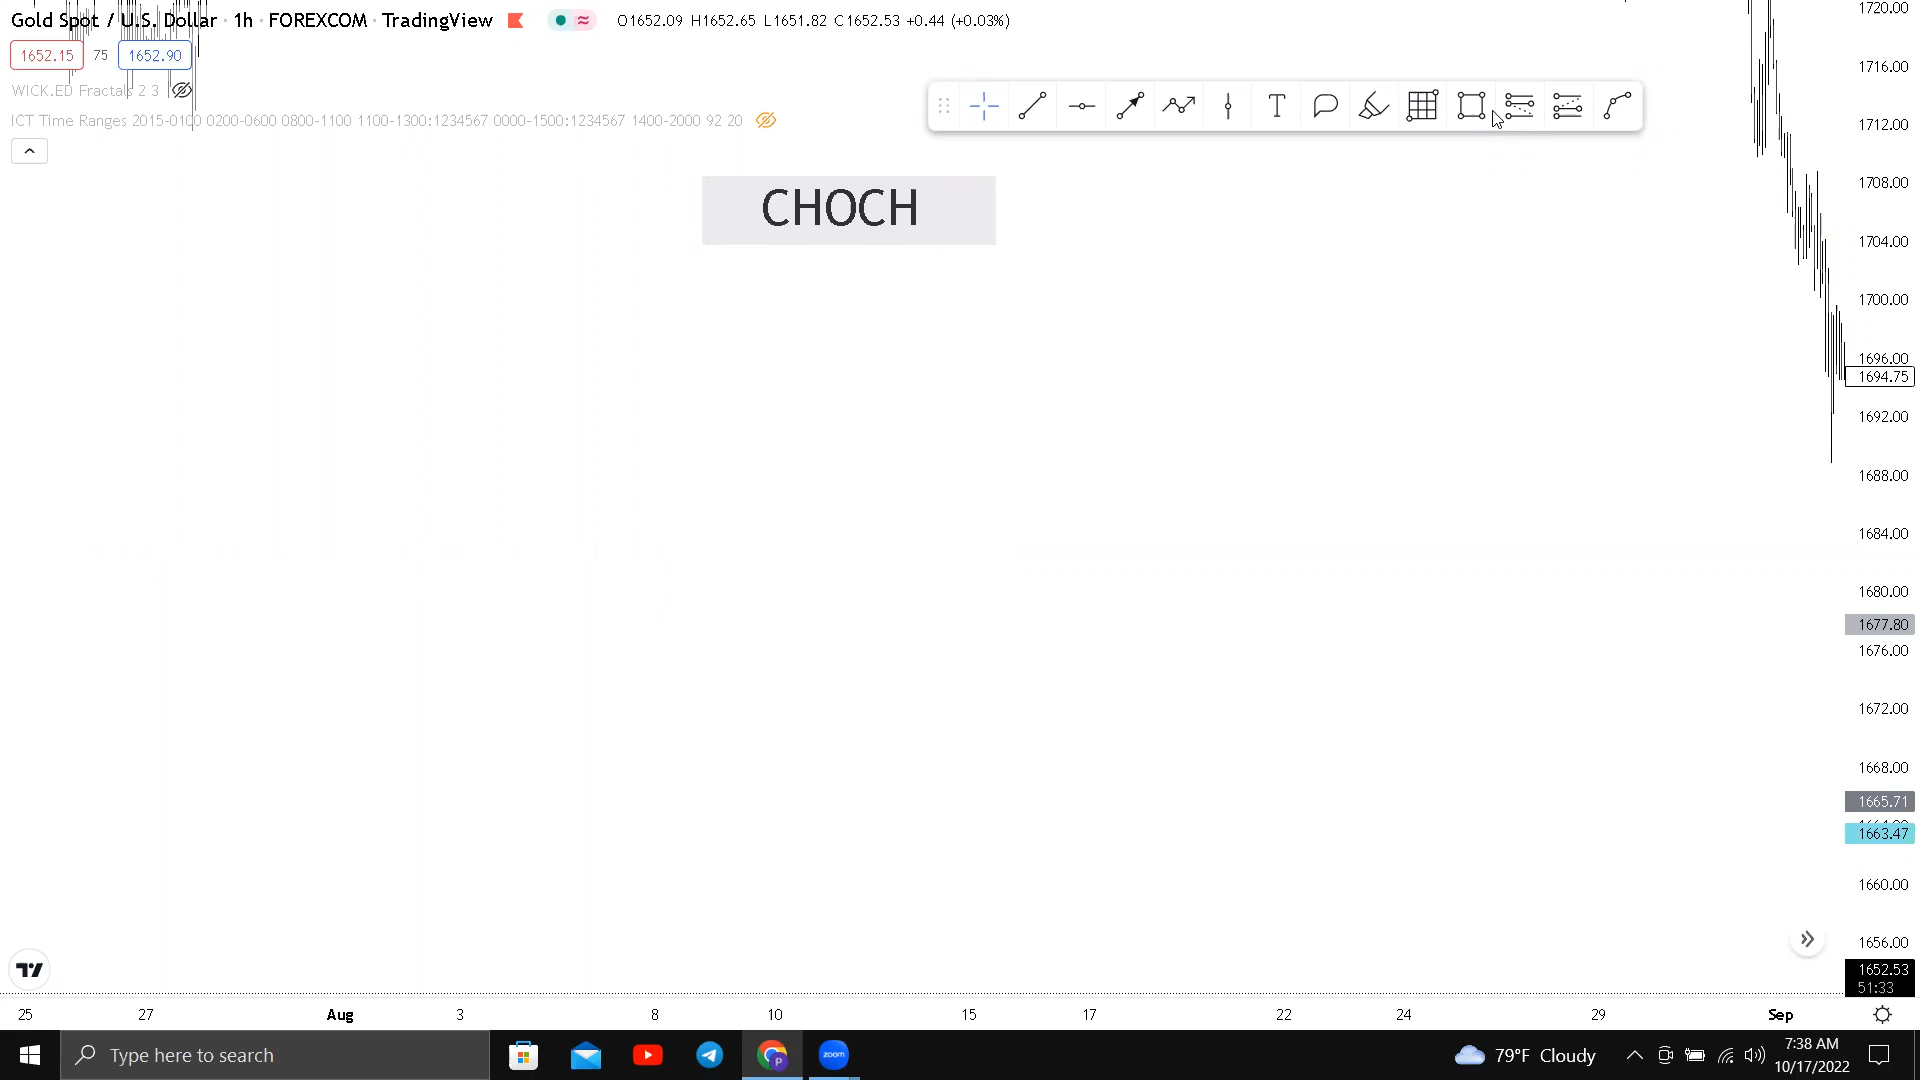 Gold Spot / U.S. Dollar · 1h · FOREXCOM · TradingView
O1652.09 H1652.65 L1651.82 C1652.53 +0.44 (+0.03%)
1652.15 75 1652.90
WICK.ED Fractals 2 3
ICT Time Ranges 2015-0100 0200-0600 0800-1100 1100-1300:1234567 0000-1500:1234567 1400-2000 92 20
CHOCH
1720.00
1716.00
1712.00
1708.00
1704.00
1700.00
1696.00
1694.75
1692.00
1688.00
1684.00
1680.00
1677.80
1676.00
1672.00
1668.00
1665.71
1663.47
1660.00
1656.00
1652.53
51:33
25 27 Aug 3 8 10 15 17 22 24 29 Sep
Type here to search
zoom
79°F Cloudy
7:38 AM
10/17/2022